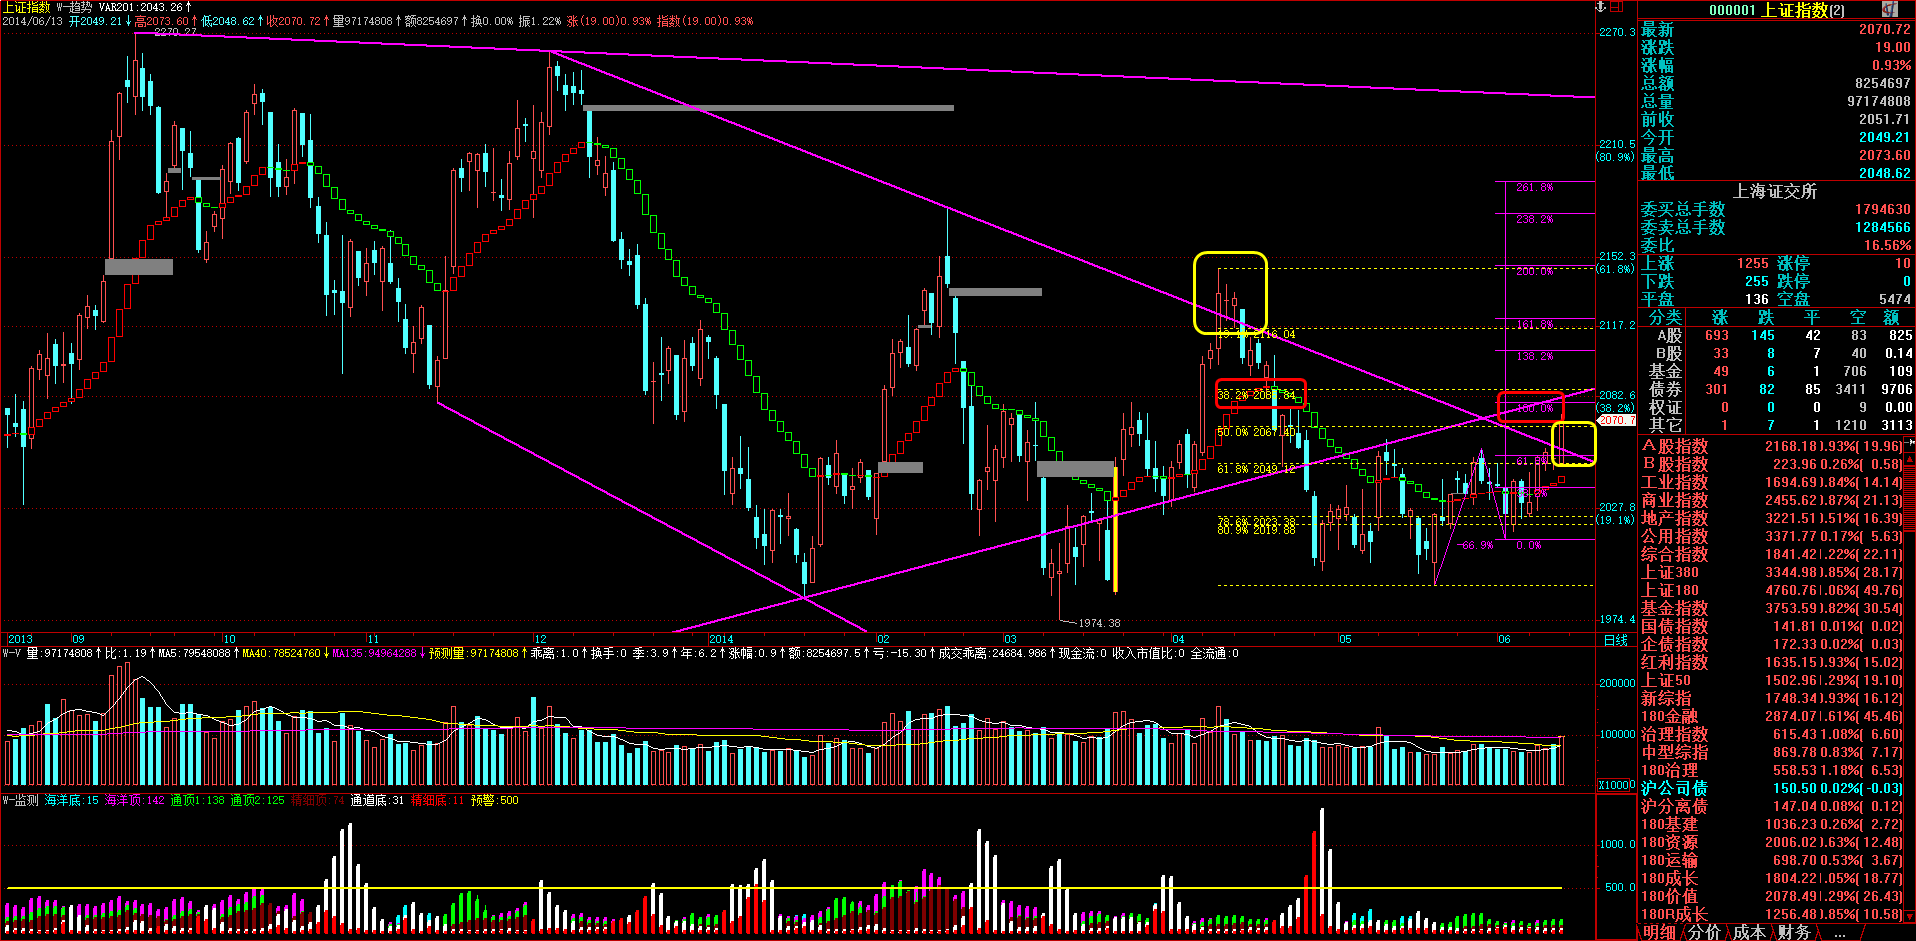 上证指数 W-趋势 VAR201:2043.26↑
2014/06/13 开2049.21↓高2073.60↑低2048.62↑收2070.72↑量97174808↑额8254697↑换0.00% 振1.22% 涨(19.00)0.93% 指数(19.00)0.93%
2270.27
2270.3
2210.5
(80.9%)
2152.3
(61.8%)
2117.2
2082.6
(38.2%)
2070.7
2027.8
(19.1%)
1974.4
261.8%
238.2%
200.0%
161.8%
138.2%
100.0%
0.0%
-66.9%
19.1% 2116.04
50.0% 2067.40
61.8% 2049.12
78.6% 2023.38
80.9% 2019.88
1974.38
2013 09 10 11 12 2014 02 03 04 05 06 日线
W-V 量:97174808↑比:1.19↑MA5:79548088↑MA40:78524760↓MA135:94964288↓预测量:97174808↑乖离:1.0↑换手:0 季:3.9↑年:6.2↑涨幅:0.9↑额:8254697.5↑亏:-15.30↑成交乖离:24684.986↑现金流:0 收入市值比:0 全流通:0
200000
100000
X10000
W-监测 海洋底:15 海洋顶:142 通顶1:138 通顶2:125 精细顶:74 通道底:31 精细底:11 预警:500
1000.0
500.0
000001 上证指数(2)
最新 2070.72
涨跌 19.00
涨幅 0.93%
总额 8254697
总量 97174808
前收 2051.71
今开 2049.21
最高 2073.60
最低 2048.62
上海证交所
委买总手数 1794630
委卖总手数 1284566
委比 16.56%
上涨 1255 涨停 10
下跌 255 跌停 0
平盘 136 空盘 5474
分类 涨 跌 平 空 额
A股 693 145 42 83 825
B股 33 8 7 40 0.14
基金 49 6 1 706 109
债券 301 82 85 3411 9706
权证 0 0 0 9 0.00
其它 1 7 1 1210 3113
A股指数 2168.18 .93%( 19.96)
B股指数 223.96 0.26%( 0.58)
工业指数 1694.69 .84%( 14.14)
商业指数 2455.62 .87%( 21.13)
地产指数 3221.51 .51%( 16.39)
公用指数 3371.77 0.17%( 5.63)
综合指数 1841.42 .22%( 22.11)
上证380 3344.98 .85%( 28.17)
上证180 4760.76 .06%( 49.76)
基金指数 3753.59 .82%( 30.54)
国债指数 141.81 0.01%( 0.02)
企债指数 172.33 0.02%( 0.03)
红利指数 1635.15 .93%( 15.02)
上证50 1502.96 .29%( 19.10)
新综指 1748.34 .93%( 16.12)
180金融 2874.07 .61%( 45.46)
治理指数 615.43 1.08%( 6.60)
中型综指 869.78 0.83%( 7.17)
180治理 558.53 1.18%( 6.53)
沪公司债 150.50 0.02%( -0.03)
沪分离债 147.04 0.08%( 0.12)
180基建 1036.23 0.26%( 2.72)
180资源 2006.02 .63%( 12.48)
180运输 698.70 0.53%( 3.67)
180成长 1804.22 .05%( 18.77)
180价值 2078.49 .29%( 26.43)
180R成长 1256.48 .85%( 10.58)
明细 分价 成本 财务 ...